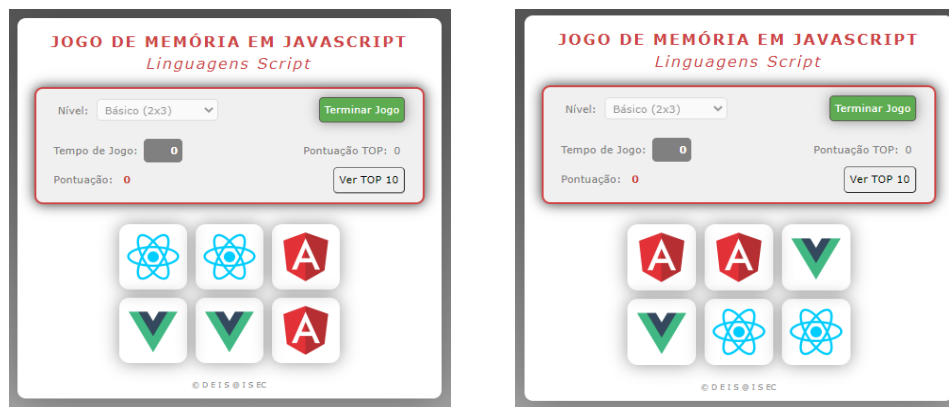 JOGO DE MEMÓRIA EM JAVASCRIPT
Linguagens Script
Nível: Básico (2x3) Terminar Jogo
Tempo de Jogo: 0 Pontuação TOP: 0
Pontuação: 0 Ver TOP 10
A
A
©DEIS@ISEC
JOGO DE MEMÓRIA EM JAVASCRIPT
Linguagens Script
Nível: Básico (2x3) Terminar Jogo
Tempo de Jogo: 0 Pontuação TOP: 0
Pontuação: 0 Ver TOP 10
A A
©DEIS@ISEC